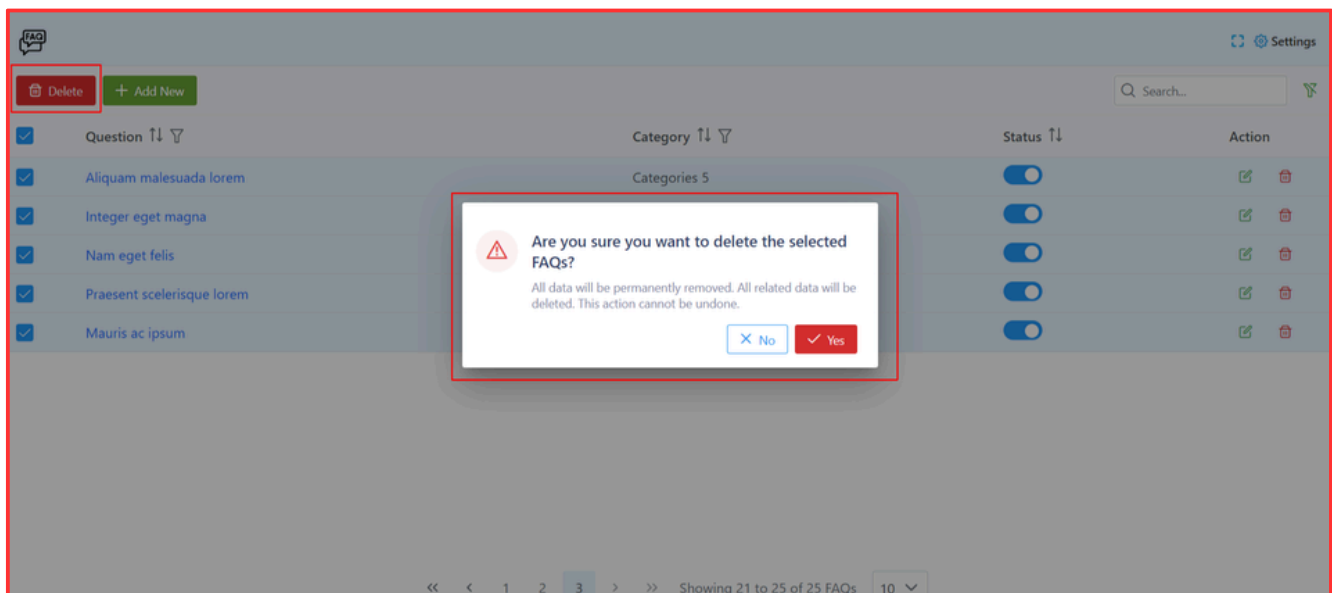 FAQ
Settings
Delete
Add New
Search...
Question
Category
Status
Action
Aliquam malesuada lorem
Categories 5
Integer eget magna
Nam eget felis
Praesent scelerisque lorem
Mauris ac ipsum
Are you sure you want to delete the selected
FAQs?
All data will be permanently removed. All related data will be
deleted. This action cannot be undone.
No
Yes
<< < 1 2 3 > >> Showing 21 to 25 of 25 FAQs 10